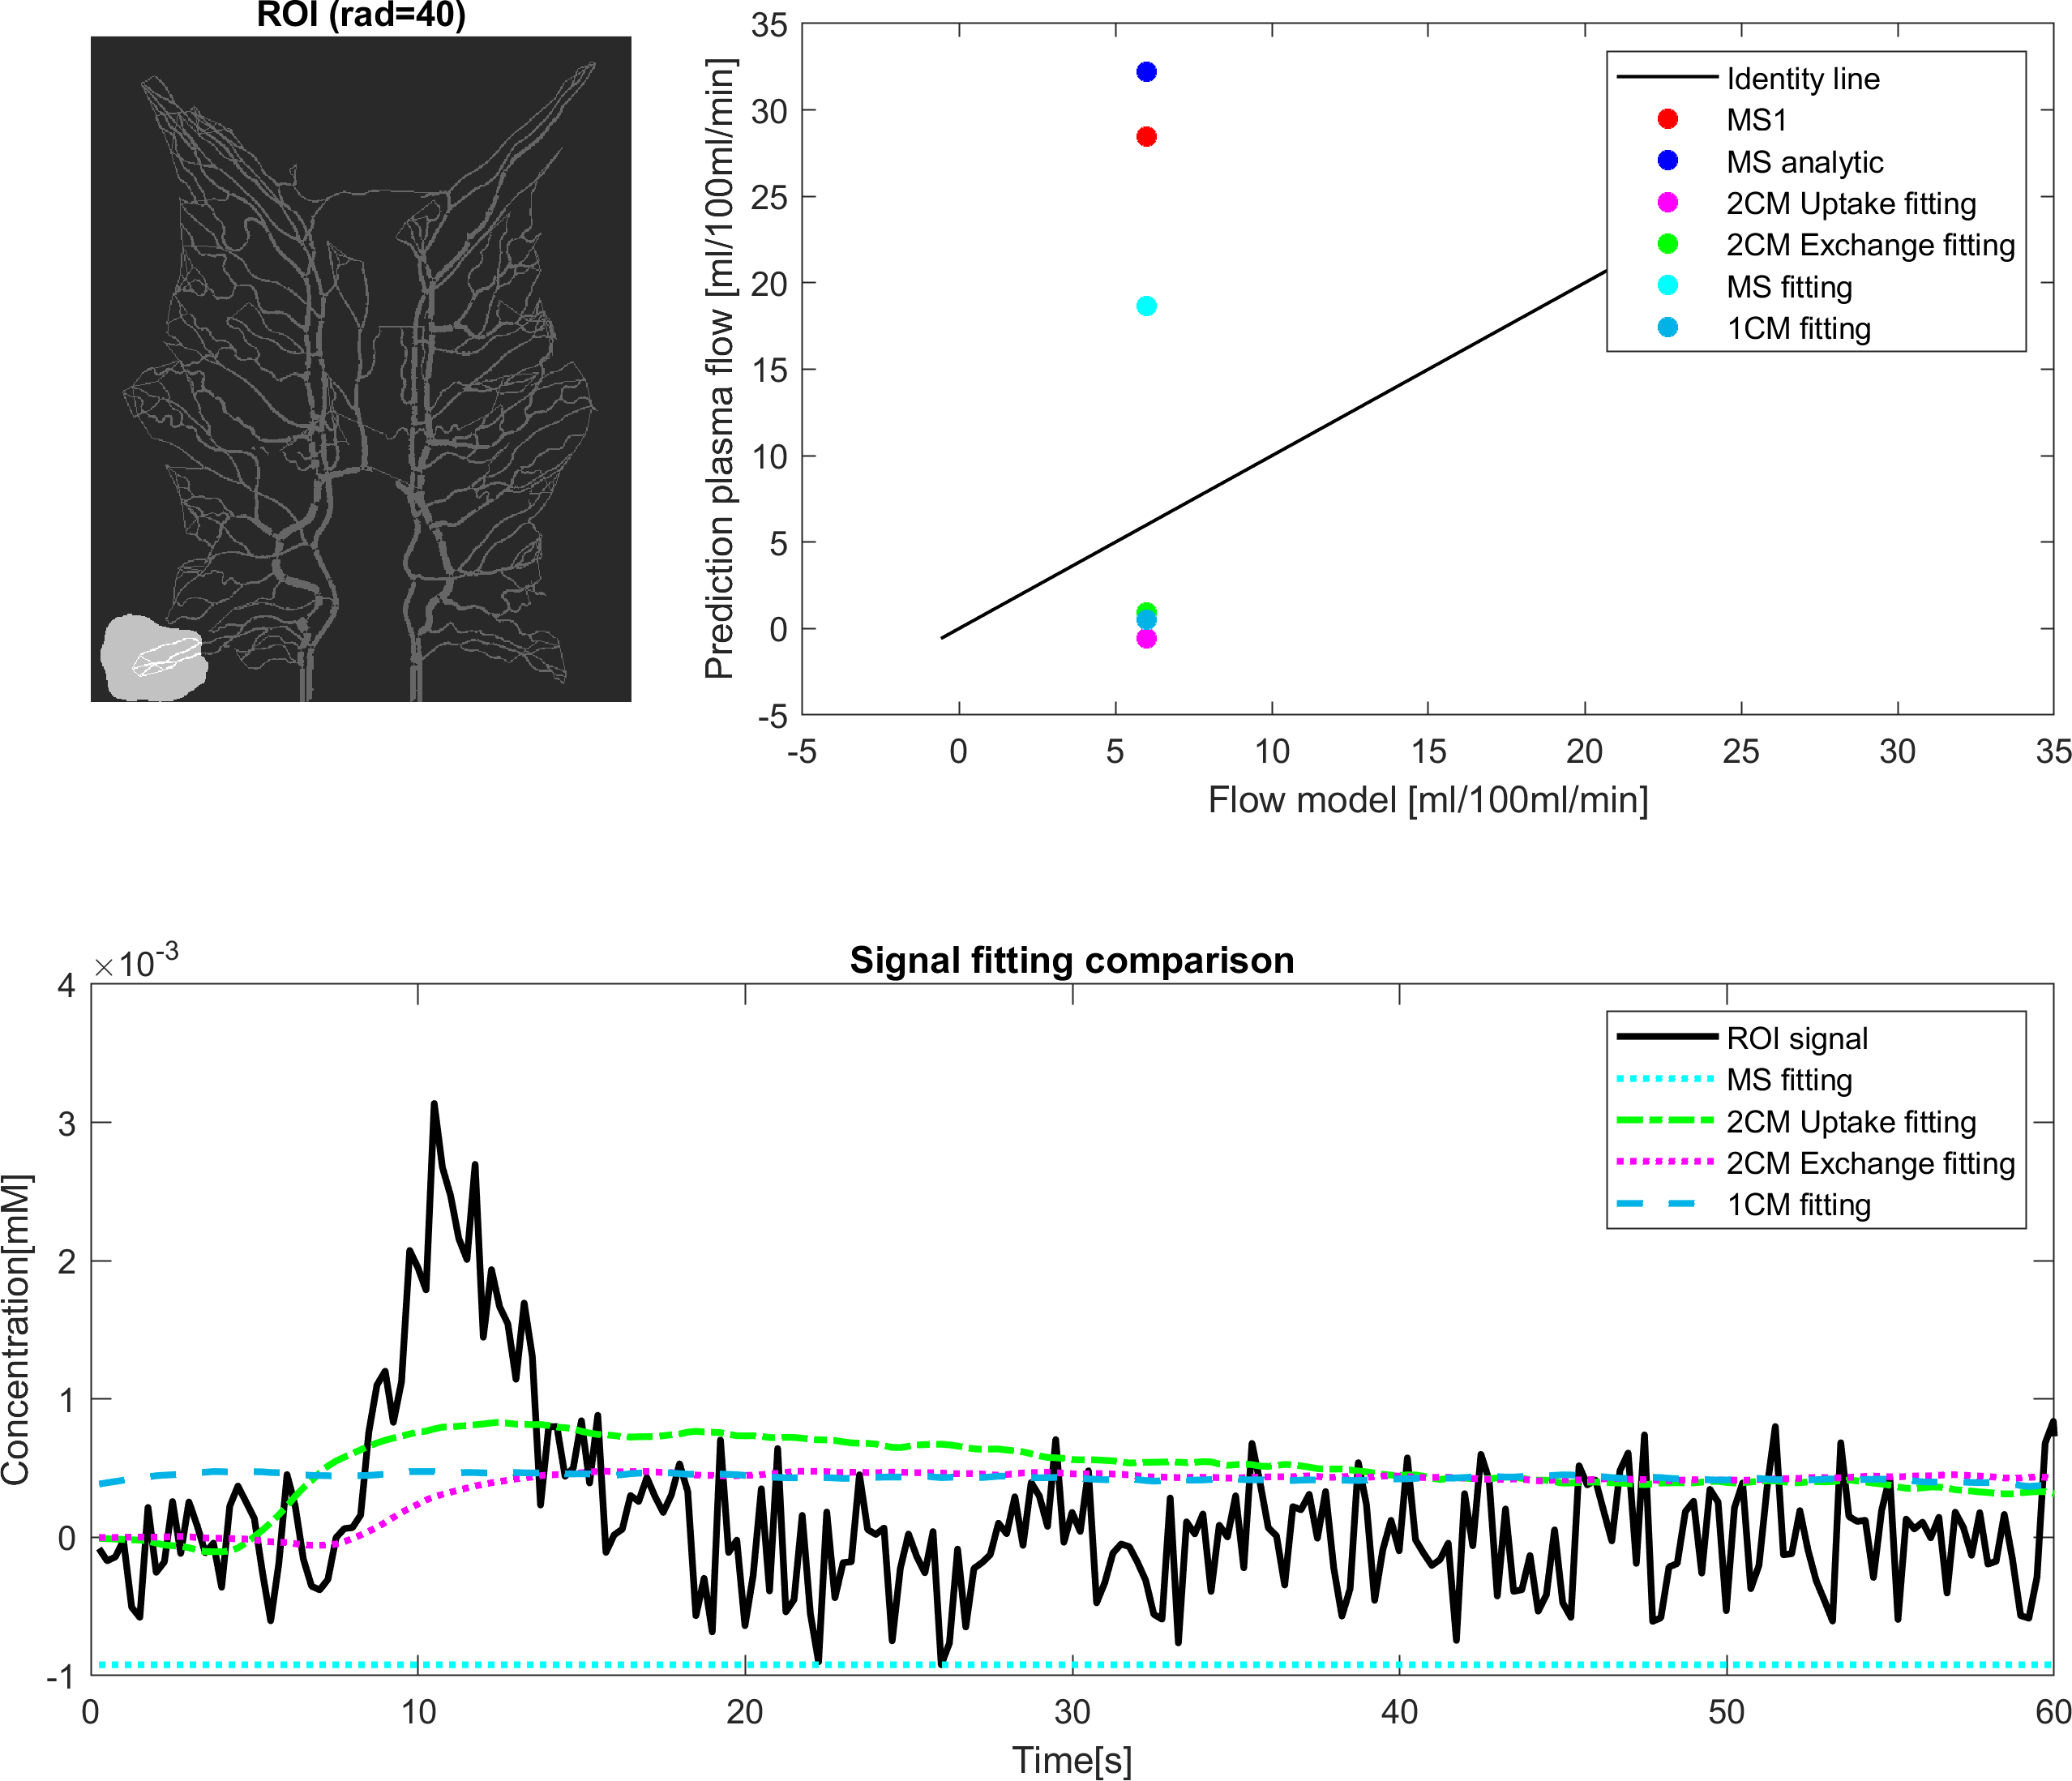 ROI (rad=40)
35
30
25
20
15
10
5
0
-5
-5 0 5 10 15 20 25 30 35
Prediction plasma flow [ml/100ml/min]
Flow model [ml/100ml/min]
Identity line
MS1
MS analytic
2CM Uptake fitting
2CM Exchange fitting
MS fitting
1CM fitting
Signal fitting comparison
×10-3
4
3
2
1
0
-1
0 10 20 30 40 50 60
Concentration[mM]
Time[s]
ROI signal
MS fitting
2CM Uptake fitting
2CM Exchange fitting
1CM fitting